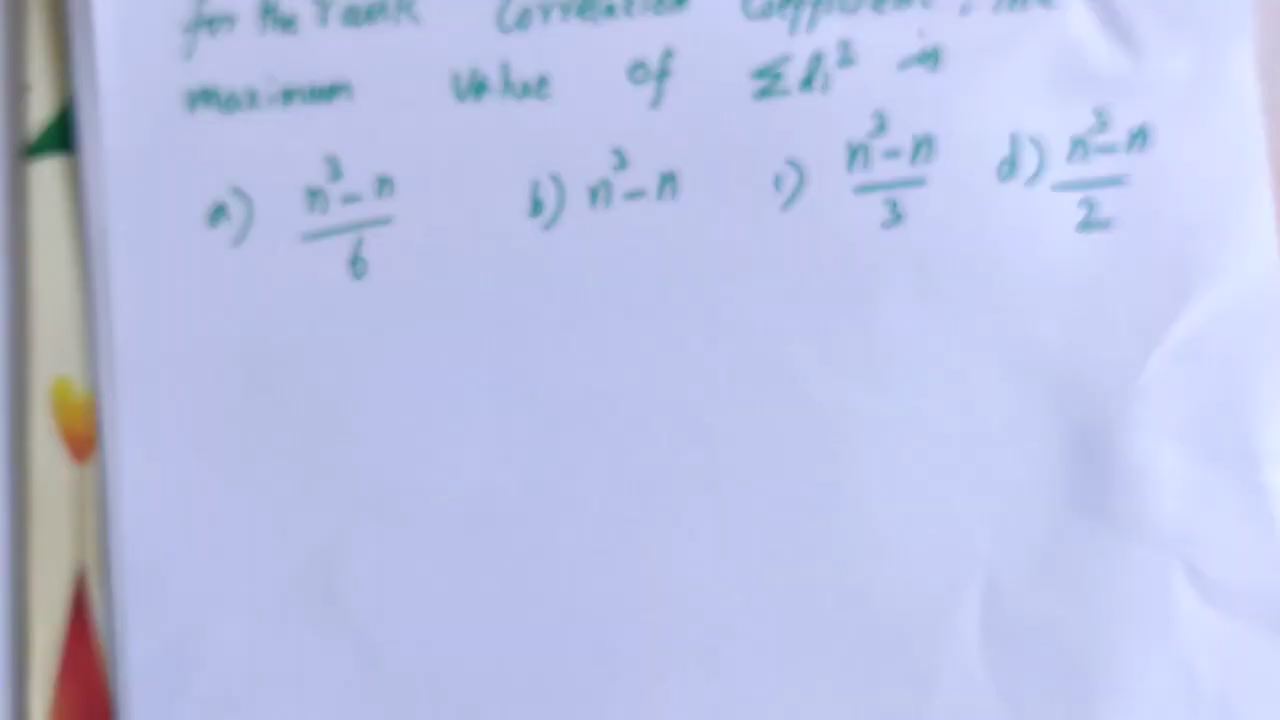 for the rank Correlation Coefficient, the
maximum value of Σdi² is
a) n³-n/6 b) n³-n c) n³-n/3 d) n³-n/2